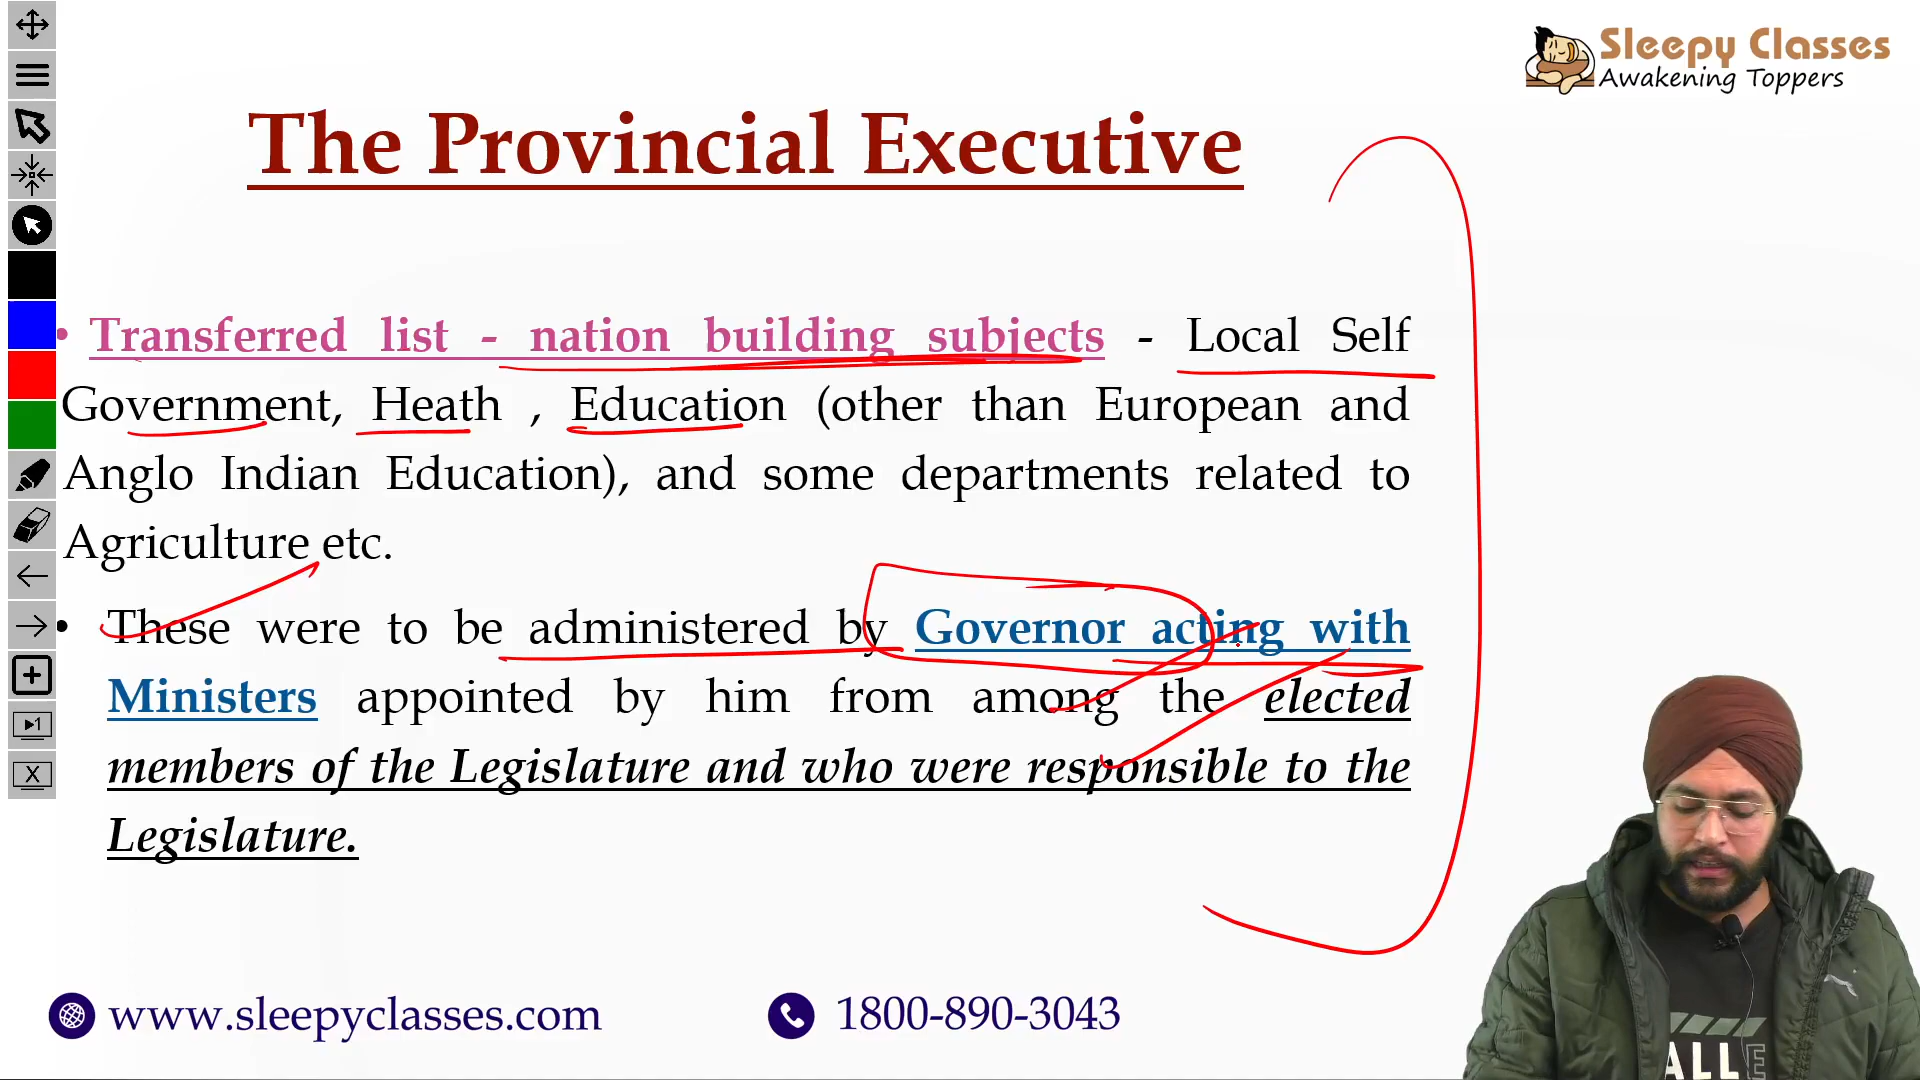 Sleepy Classes
Awakening Toppers
The Provincial Executive
• Transferred list - nation building subjects - Local Self
Government, Heath , Education (other than European and
Anglo Indian Education), and some departments related to
Agriculture etc.
• These were to be administered by Governor acting with
Ministers appointed by him from among the elected
members of the Legislature and who were responsible to the
Legislature.
www.sleepyclasses.com
1800-890-3043
ALLE